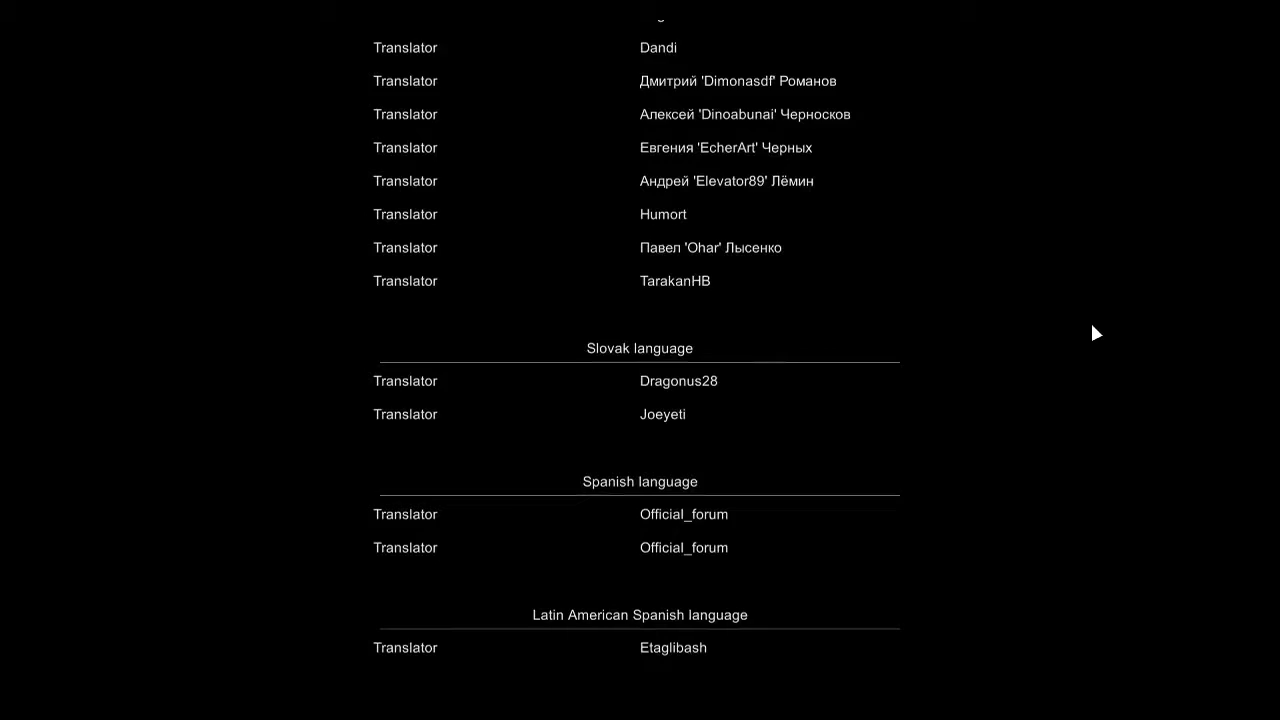 Translator Dandi
Translator Дмитрий 'Dimonasdf' Романов
Translator Алексей 'Dinoabunai' Черносков
Translator Евгения 'EcherArt' Черных
Translator Андрей 'Elevator89' Лёмин
Translator Humort
Translator Павел 'Ohar' Лысенко
Translator TarakanHB
Slovak language
Translator Dragonus28
Translator Joeyeti
Spanish language
Translator Official_forum
Translator Official_forum
Latin American Spanish language
Translator Etaglibash